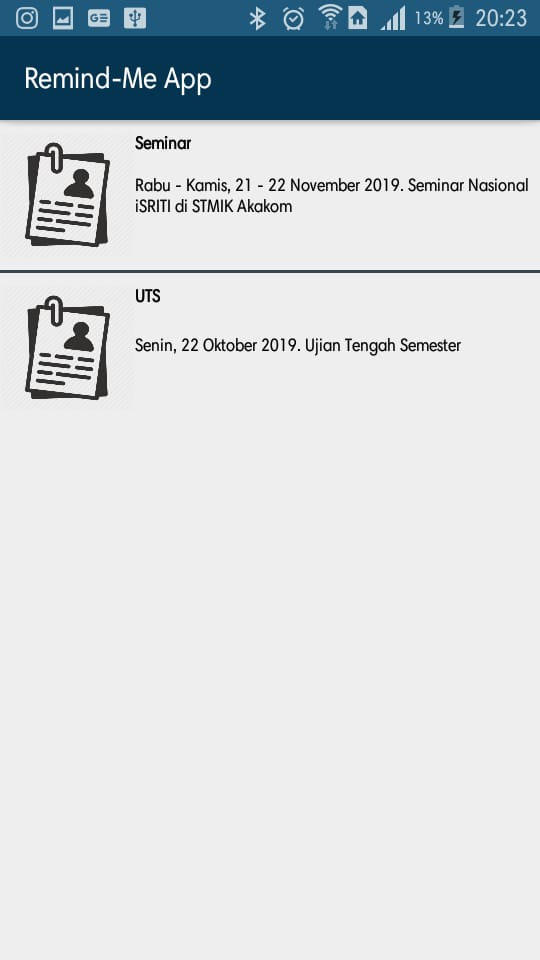 GE
13%
20:23
Remind-Me App
Seminar
Rabu - Kamis, 21 - 22 November 2019. Seminar Nasional
iSRITI di STMIK Akakom
UTS
Senin, 22 Oktober 2019. Ujian Tengah Semester